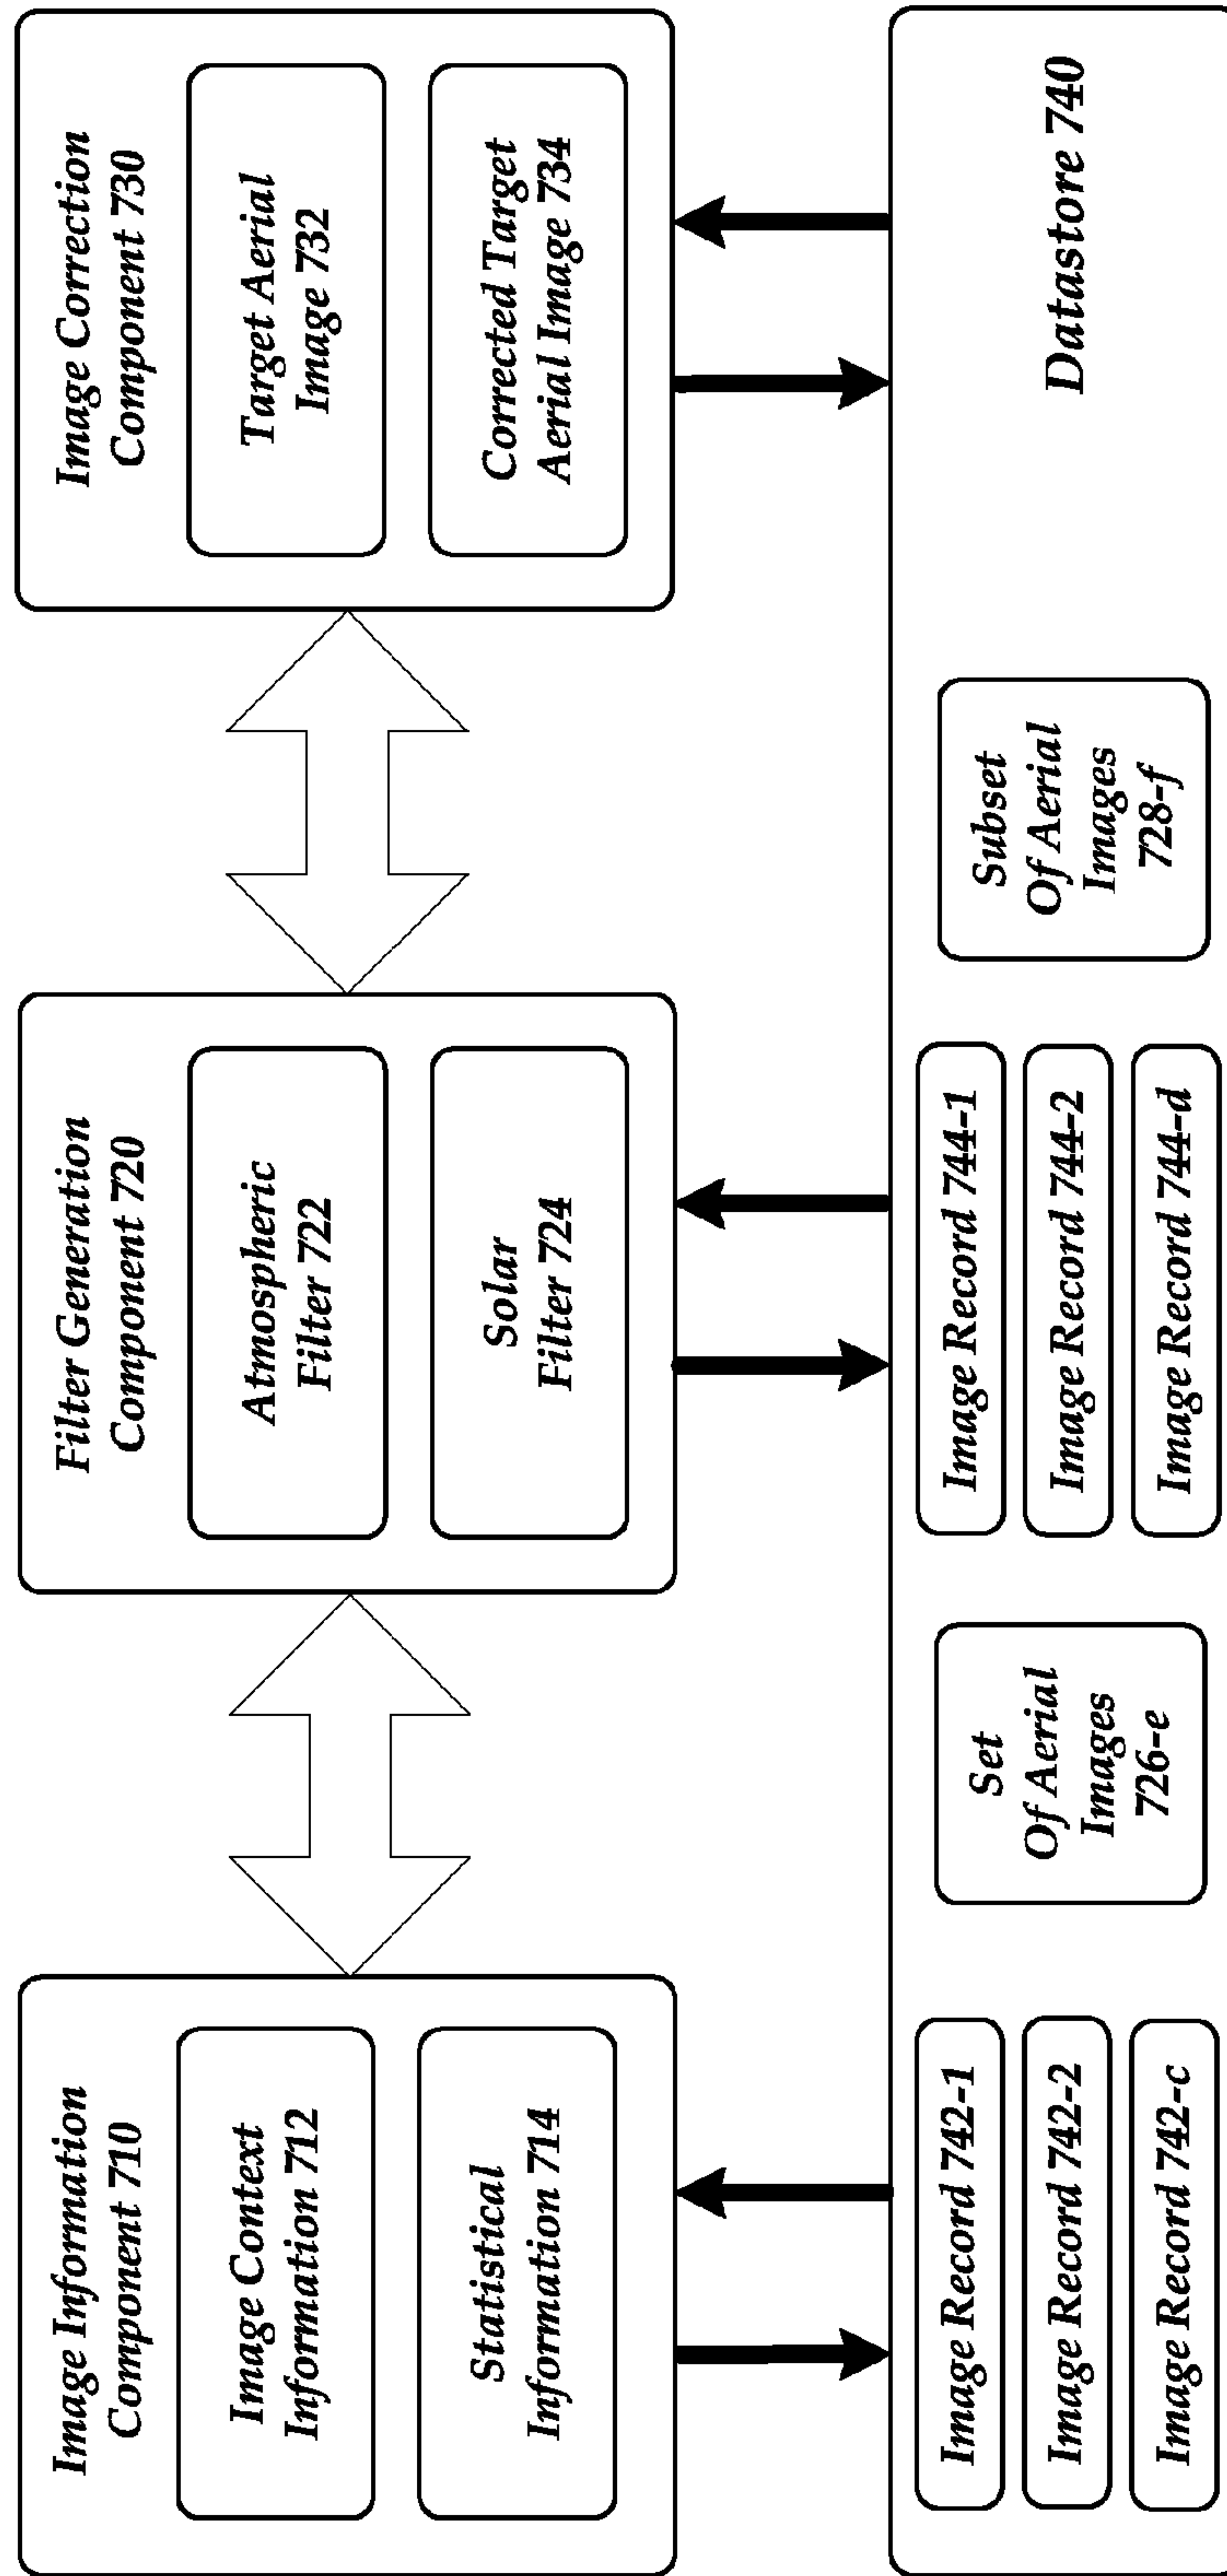 Image Information
Component 710
Image Context
Information 712
Statistical
Information 714
Filter Generation
Component 720
Atmospheric
Filter 722
Solar
Filter 724
Image Correction
Component 730
Target Aerial
Image 732
Corrected Target
Aerial Image 734
Image Record 742-1
Image Record 742-2
Image Record 742-c
Set
Of Aerial
Images
726-e
Image Record 744-1
Image Record 744-2
Image Record 744-d
Subset
Of Aerial
Images
728-f
Datastore 740